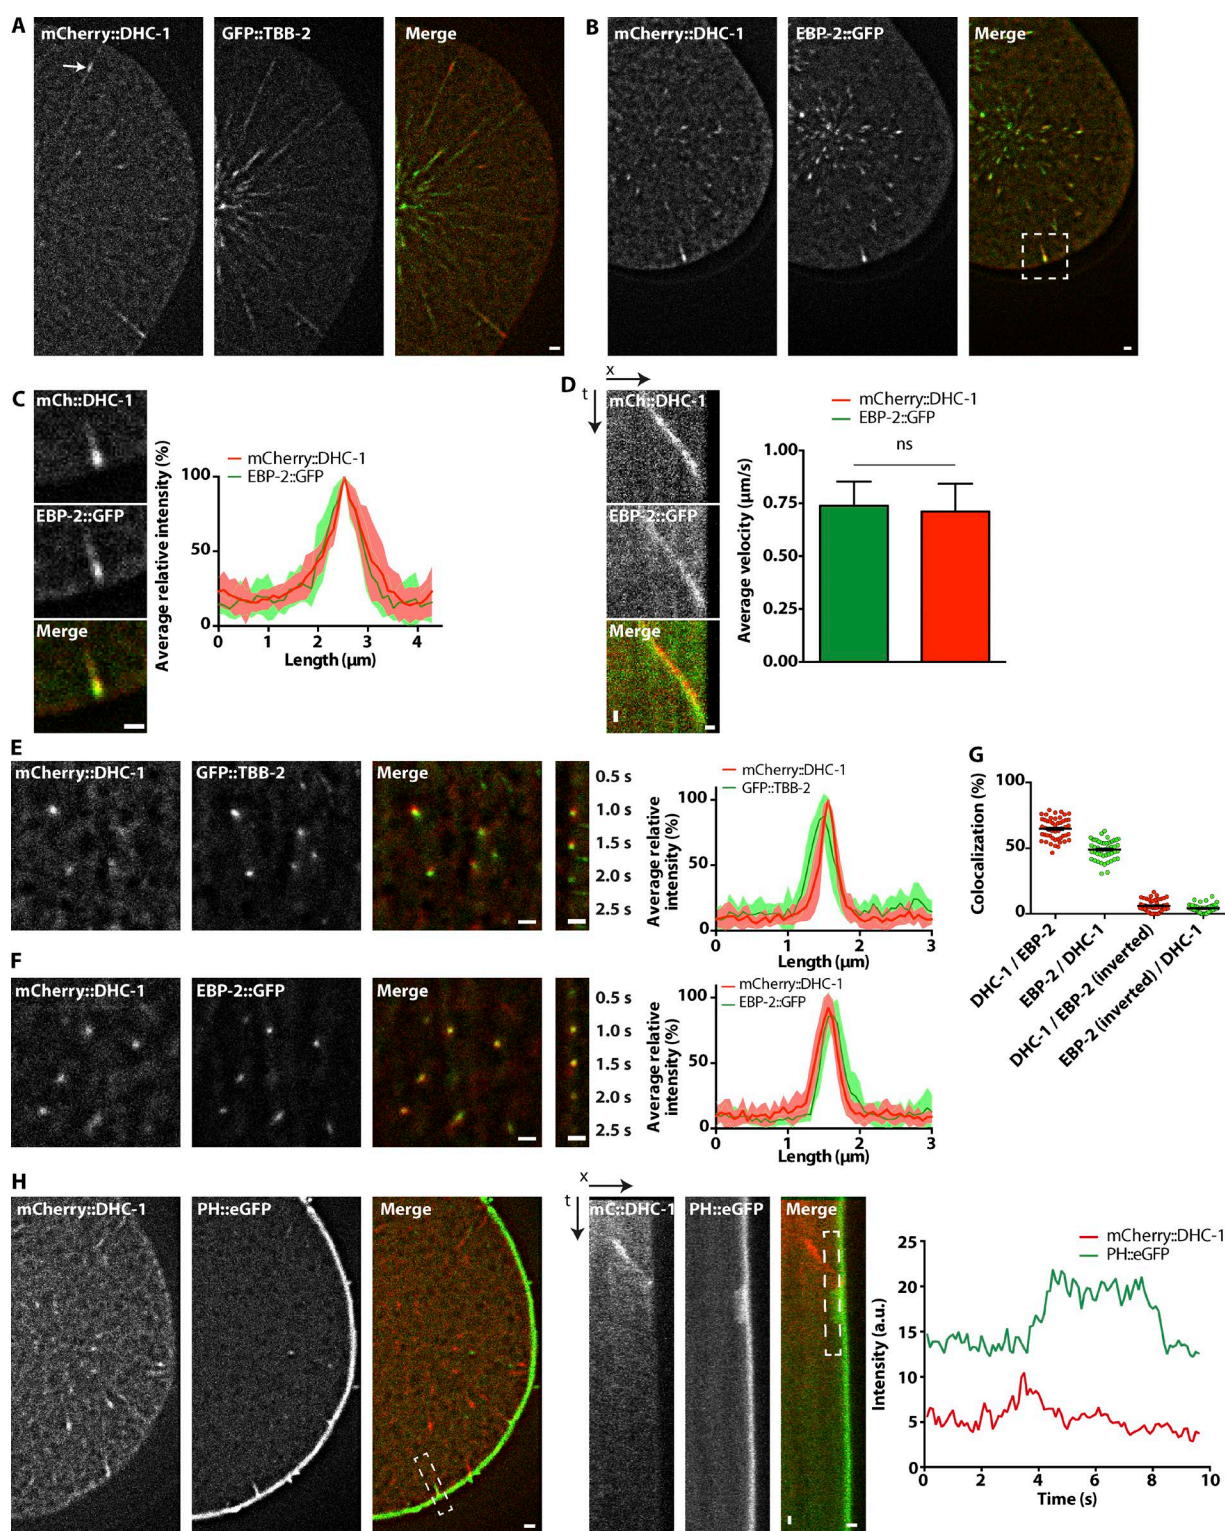 A
mCherry::DHC-1
GFP::TBB-2
Merge
B
mCherry::DHC-1
EBP-2::GFP
Merge
C
mCh::DHC-1
EBP-2::GFP
Merge
Average relative intensity (%)
mCherry::DHC-1
EBP-2::GFP
100
50
0
0 1 2 3 4
Length (µm)
D
x
t
mCh::DHC-1
EBP-2::GFP
Merge
mCherry::DHC-1
EBP-2::GFP
ns
Average velocity (µm/s)
1.00
0.75
0.50
0.25
0.00
E
mCherry::DHC-1
GFP::TBB-2
Merge
0.5 s
1.0 s
1.5 s
2.0 s
2.5 s
Average relative
intensity (%)
mCherry::DHC-1
GFP::TBB-2
100
50
0
0 1 2 3
Length (µm)
F
mCherry::DHC-1
EBP-2::GFP
Merge
0.5 s
1.0 s
1.5 s
2.0 s
2.5 s
Average relative
intensity (%)
mCherry::DHC-1
EBP-2::GFP
100
50
0
0 1 2 3
Length (µm)
G
Colocalization (%)
100
50
0
DHC-1 / EBP-2
EBP-2 / DHC-1
DHC-1 / EBP-2 (inverted)
EBP-2 (inverted) / DHC-1
H
mCherry::DHC-1
PH::eGFP
Merge
x
t
mC::DHC-1
PH::eGFP
Merge
mCherry::DHC-1
PH::eGFP
Intensity (a.u.)
25
20
15
10
5
0
0 2 4 6 8 10
Time (s)